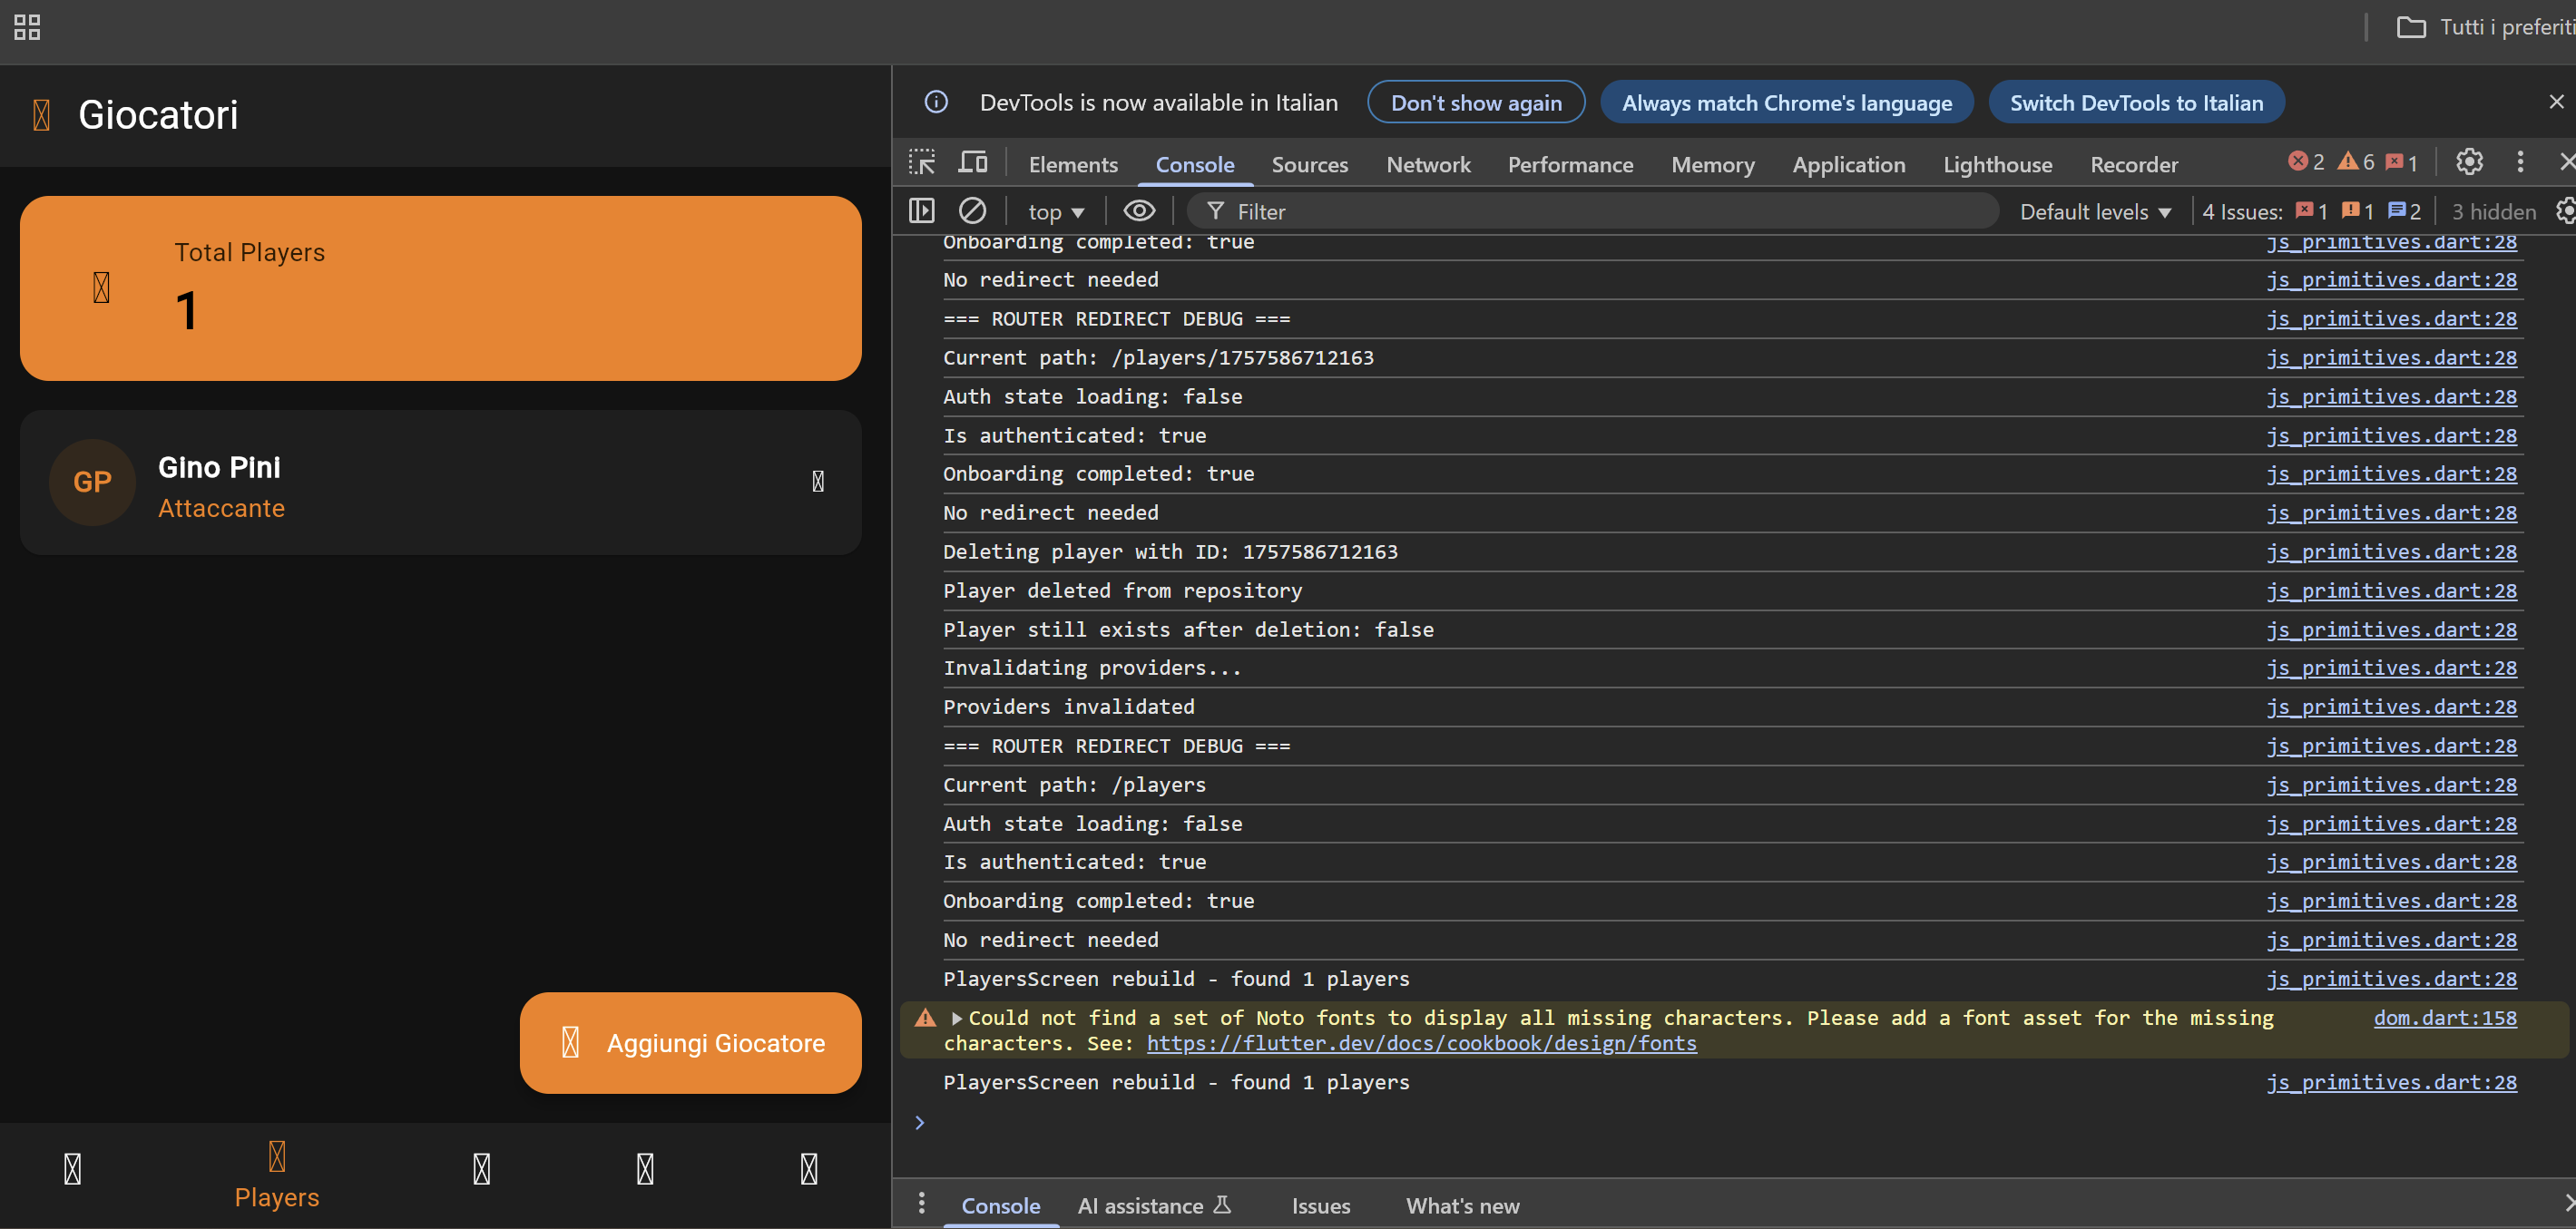 Tutti i preferiti
Giocatori
Total Players
1
GP
Gino Pini
Attaccante
Aggiungi Giocatore
Players
DevTools is now available in Italian
Don't show again
Always match Chrome's language
Switch DevTools to Italian
Elements
Console
Sources
Network
Performance
Memory
Application
Lighthouse
Recorder
2
6
1
top
Filter
Default levels
4 Issues:
1
1
2
3 hidden
Onboarding completed: true js_primitives.dart:28
No redirect needed js_primitives.dart:28
=== ROUTER REDIRECT DEBUG === js_primitives.dart:28
Current path: /players/1757586712163 js_primitives.dart:28
Auth state loading: false js_primitives.dart:28
Is authenticated: true js_primitives.dart:28
Onboarding completed: true js_primitives.dart:28
No redirect needed js_primitives.dart:28
Deleting player with ID: 1757586712163 js_primitives.dart:28
Player deleted from repository js_primitives.dart:28
Player still exists after deletion: false js_primitives.dart:28
Invalidating providers... js_primitives.dart:28
Providers invalidated js_primitives.dart:28
=== ROUTER REDIRECT DEBUG === js_primitives.dart:28
Current path: /players js_primitives.dart:28
Auth state loading: false js_primitives.dart:28
Is authenticated: true js_primitives.dart:28
Onboarding completed: true js_primitives.dart:28
No redirect needed js_primitives.dart:28
PlayersScreen rebuild - found 1 players js_primitives.dart:28
Could not find a set of Noto fonts to display all missing characters. Please add a font asset for the missing dom.dart:158
characters. See: https://flutter.dev/docs/cookbook/design/fonts
PlayersScreen rebuild - found 1 players js_primitives.dart:28
Console
AI assistance
Issues
What's new